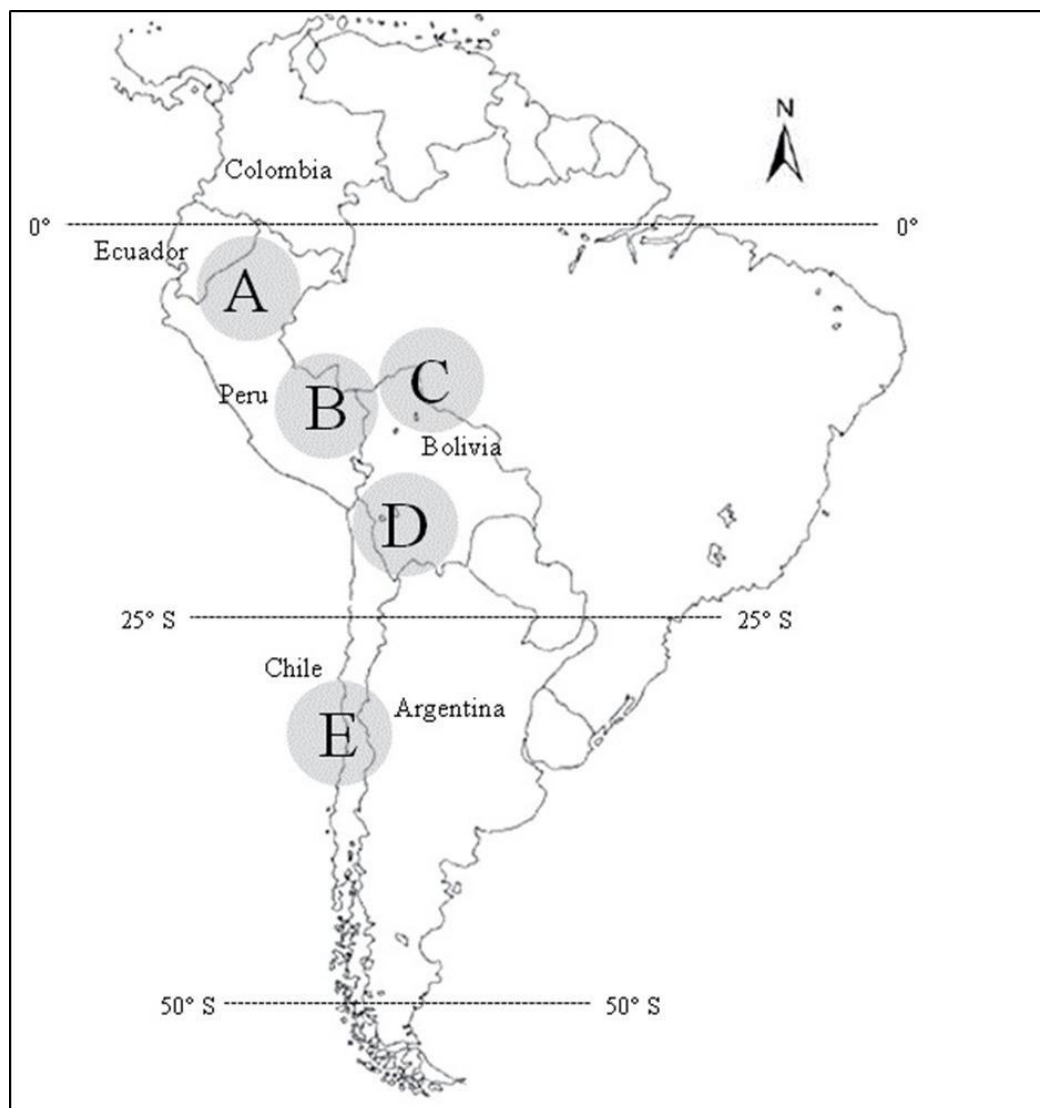 N
Colombia
0° 0°
Ecuador
A
Peru
B
C
Bolivia
D
25° S 25° S
Chile
Argentina
E
50° S 50° S